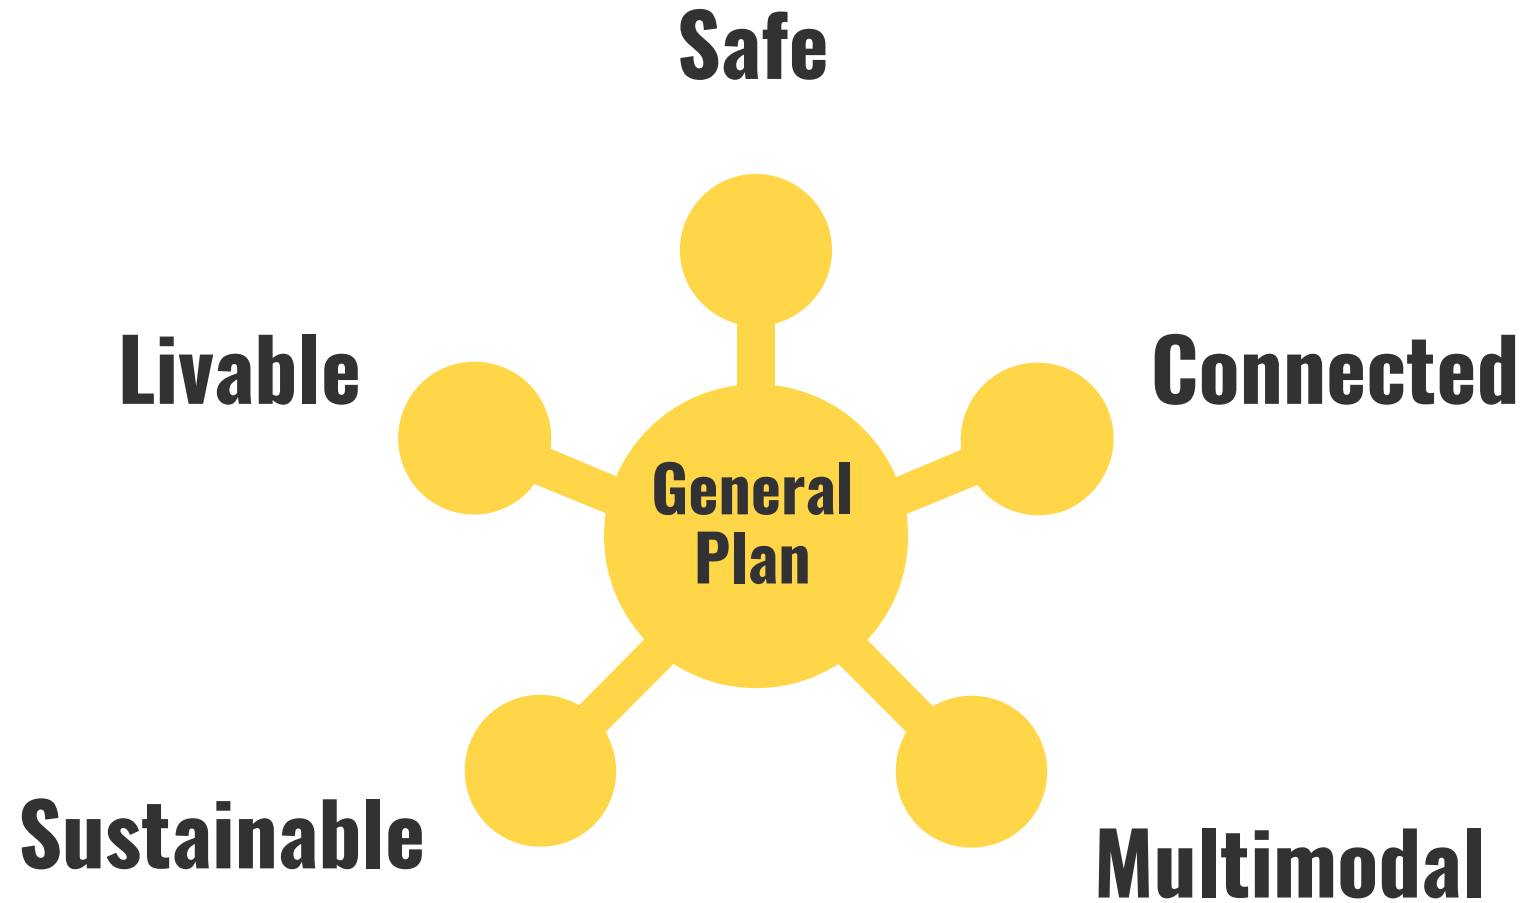 Safe
Livable
Connected
General
Plan
Sustainable
Multimodal